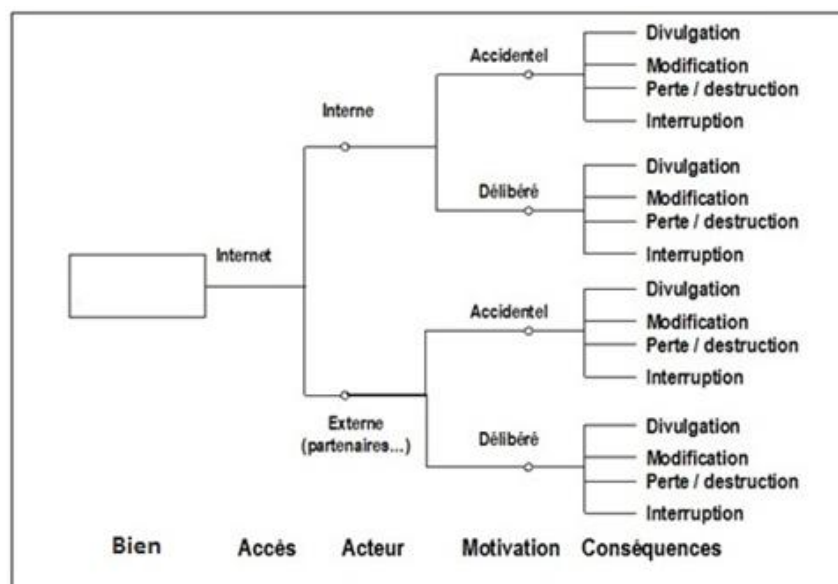 Divulgation
Accidentel
Modification
Perte / destruction
Interne
Interruption
Divulgation
Délibéré
Modification
Perte / destruction
Internet
Interruption
Divulgation
Accidentel
Modification
Perte / destruction
Interruption
Externe
(partenaires...)
Divulgation
Délibéré
Modification
Perte / destruction
Interruption
Bien Accès Acteur Motivation Conséquences